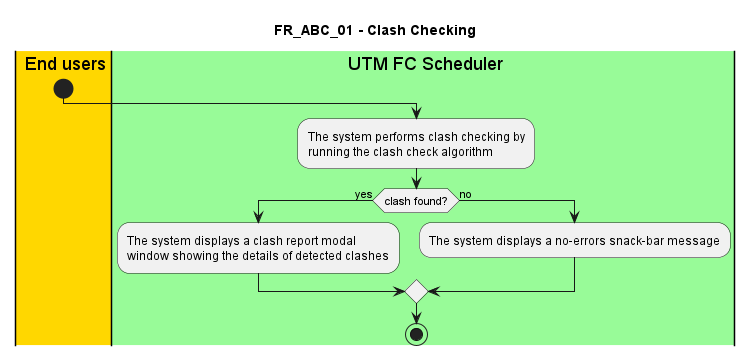 FR_ABC_01 - Clash Checking
End users
UTM FC Scheduler
The system performs clash checking by
running the clash check algorithm
yes
clash found?
no
The system displays a clash report modal
window showing the details of detected clashes
The system displays a no-errors snack-bar message